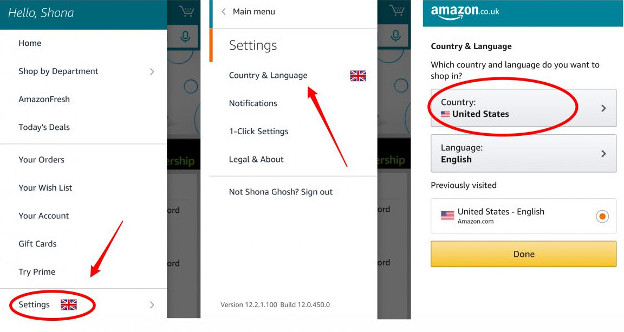 Hello, Shona
Home
Shop by Department
AmazonFresh
Today's Deals
Your Orders
Your Wish List
Your Account
Gift Cards
Try Prime
Settings
Main menu
Settings
Country & Language
Notifications
1-Click Settings
Legal & About
Not Shona Ghosh? Sign out
Version 12.2.1.100 Build 12.0.450.0
ership
ord
rd
ership
ord
rd
amazon.co.uk
Country & Language
Which country and language do you want to
shop in?
Country:
United States
Language:
English
Previously visited
United States - English
Amazon.com
Done